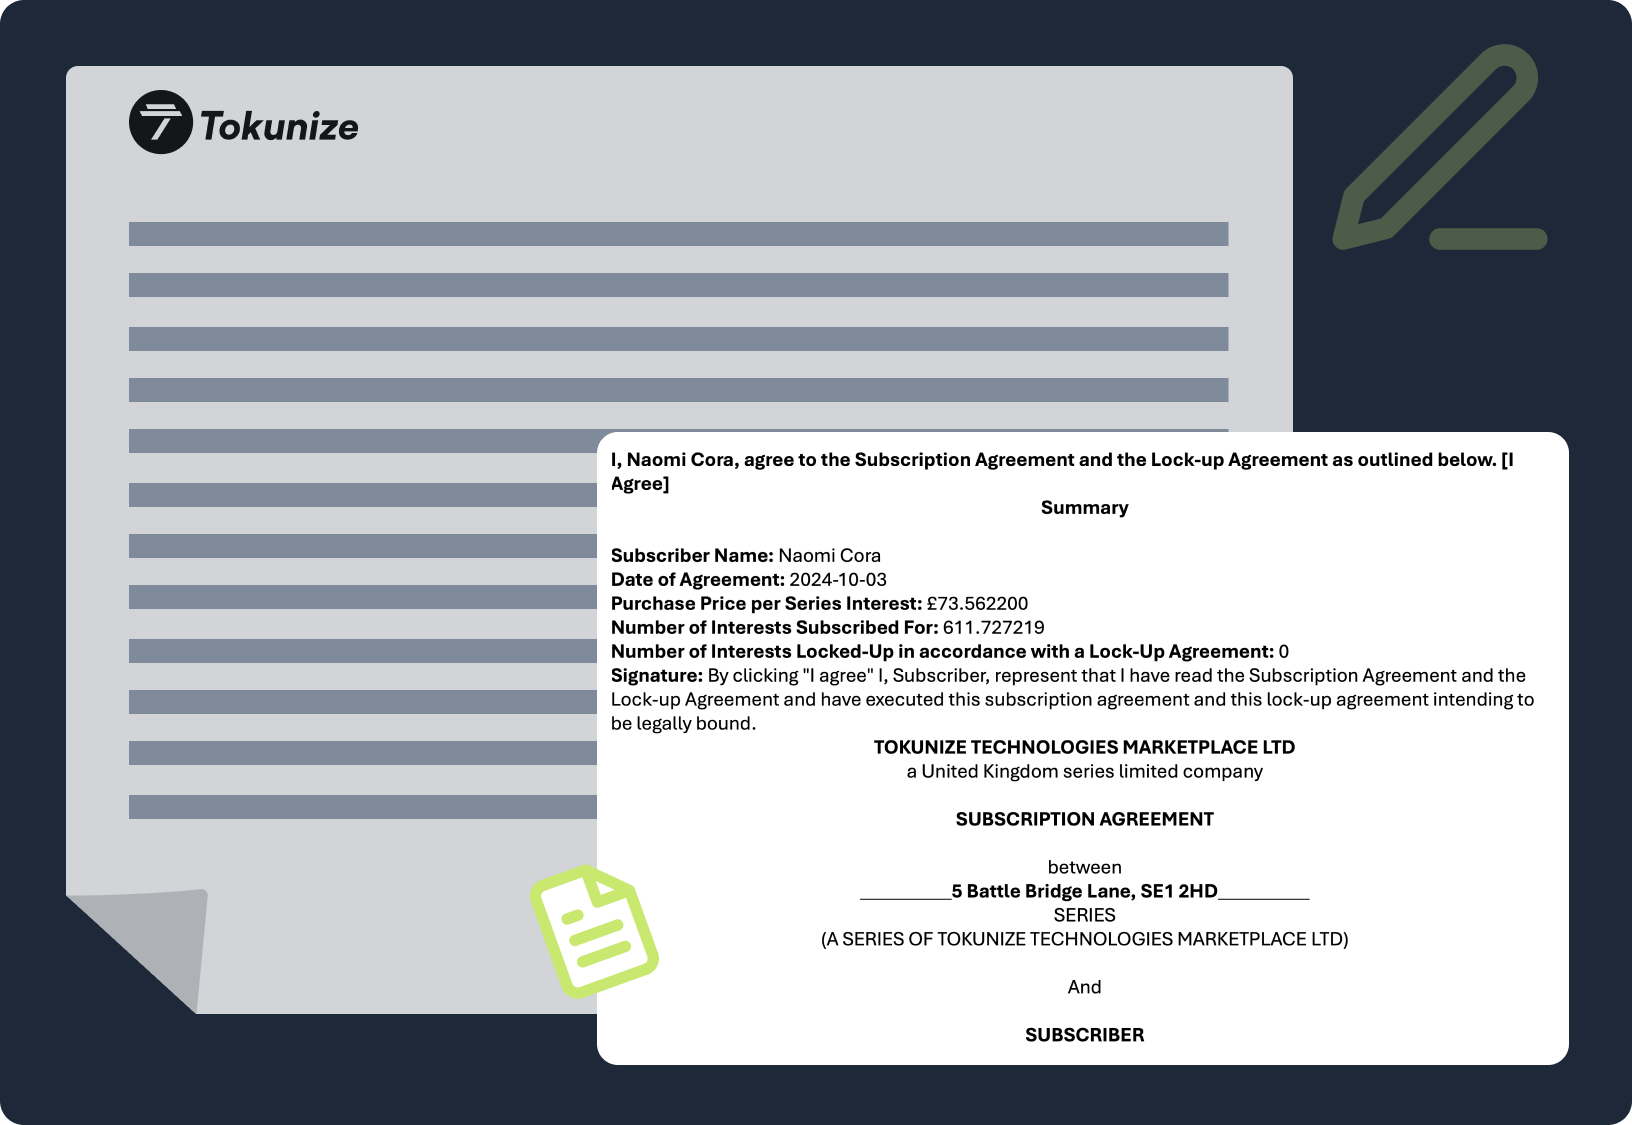 Tokunize
I, Naomi Cora, agree to the Subscription Agreement and the Lock-up Agreement as outlined below. [I
Agree]
Summary
Subscriber Name: Naomi Cora
Date of Agreement: 2024-10-03
Purchase Price per Series Interest: £73.562200
Number of Interests Subscribed For: 611.727219
Number of Interests Locked-Up in accordance with a Lock-Up Agreement: 0
Signature: By clicking "I agree" I, Subscriber, represent that I have read the Subscription Agreement and the
Lock-up Agreement and have executed this subscription agreement and this lock-up agreement intending to
be legally bound.
TOKUNIZE TECHNOLOGIES MARKETPLACE LTD
a United Kingdom series limited company
SUBSCRIPTION AGREEMENT
between
__________5 Battle Bridge Lane, SE1 2HD__________
SERIES
(A SERIES OF TOKUNIZE TECHNOLOGIES MARKETPLACE LTD)
And
SUBSCRIBER